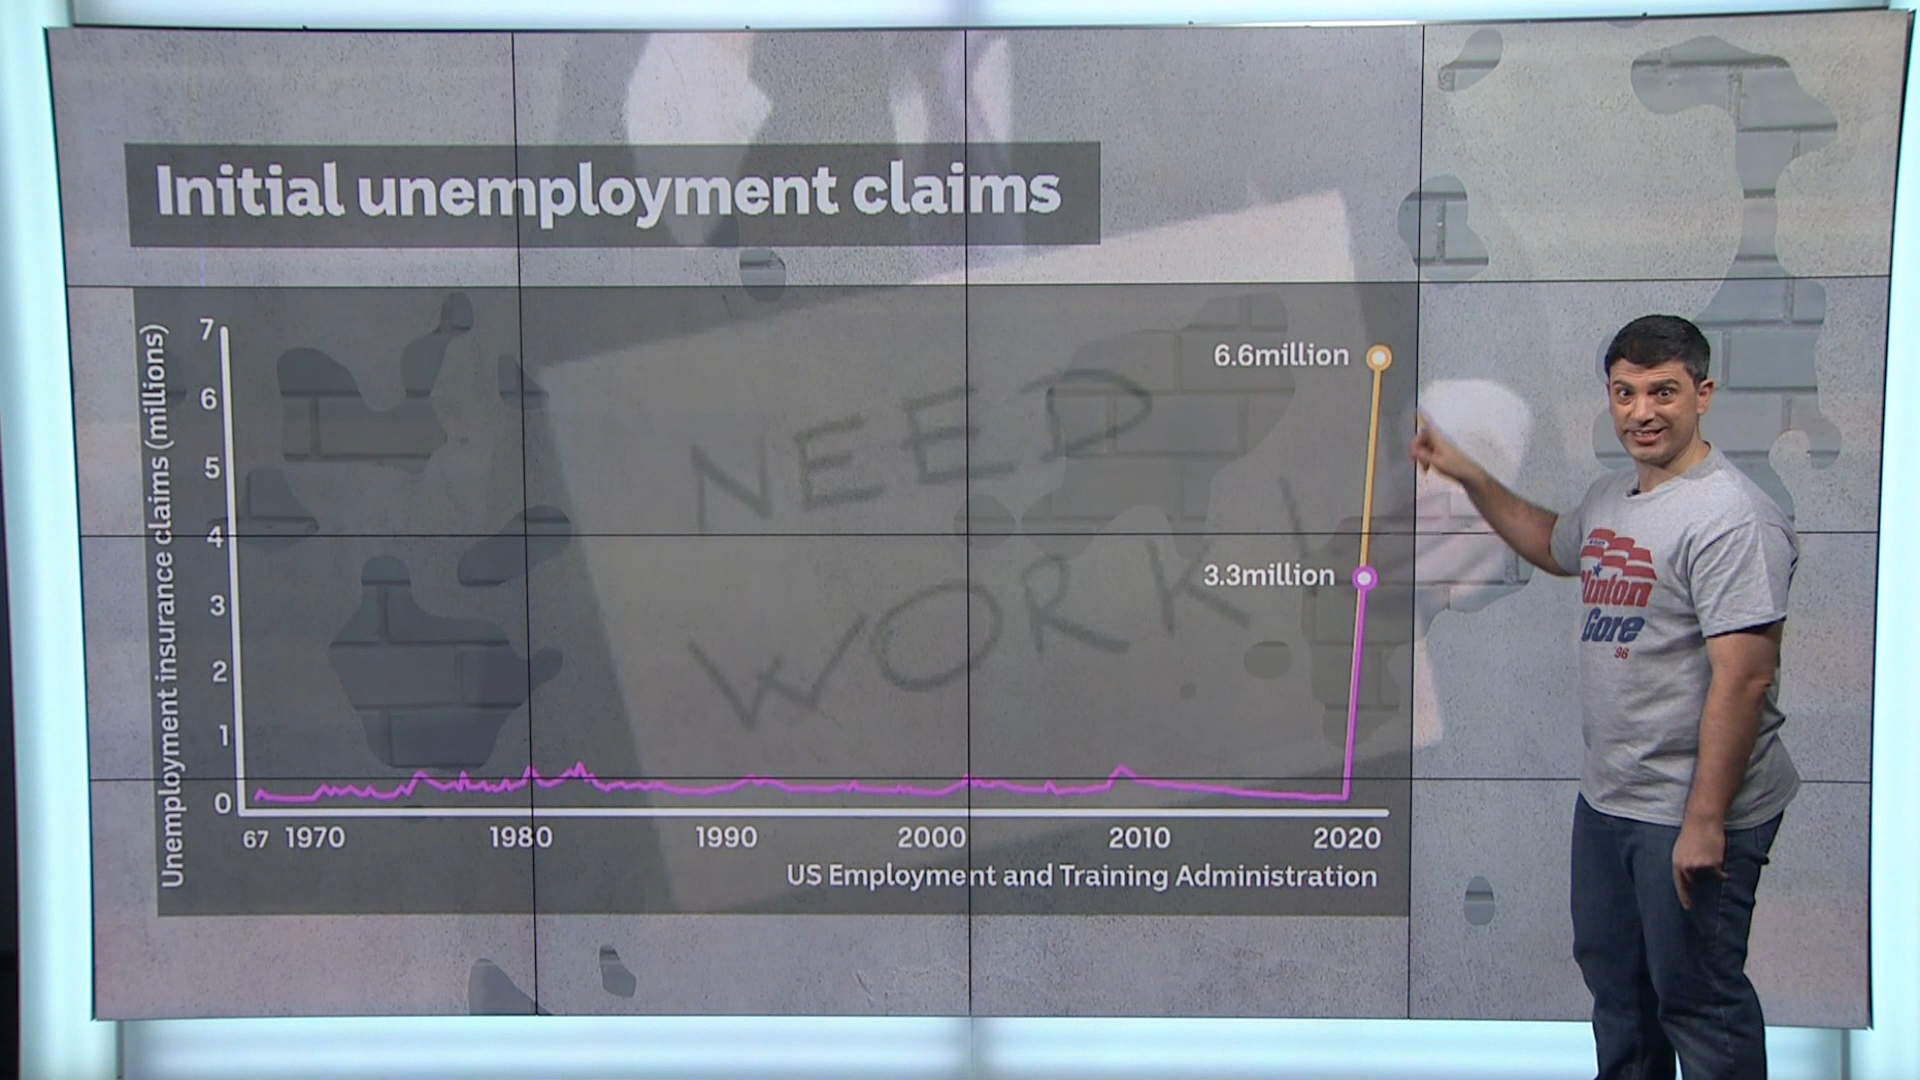 Initial unemployment claims
Unemployment insurance claims (millions)
7
6
5
4
3
2
1
0
6.6million
3.3million
NEED
WORK!
67 1970 1980 1990 2000 2010 2020
US Employment and Training Administration
Clinton
Gore
96